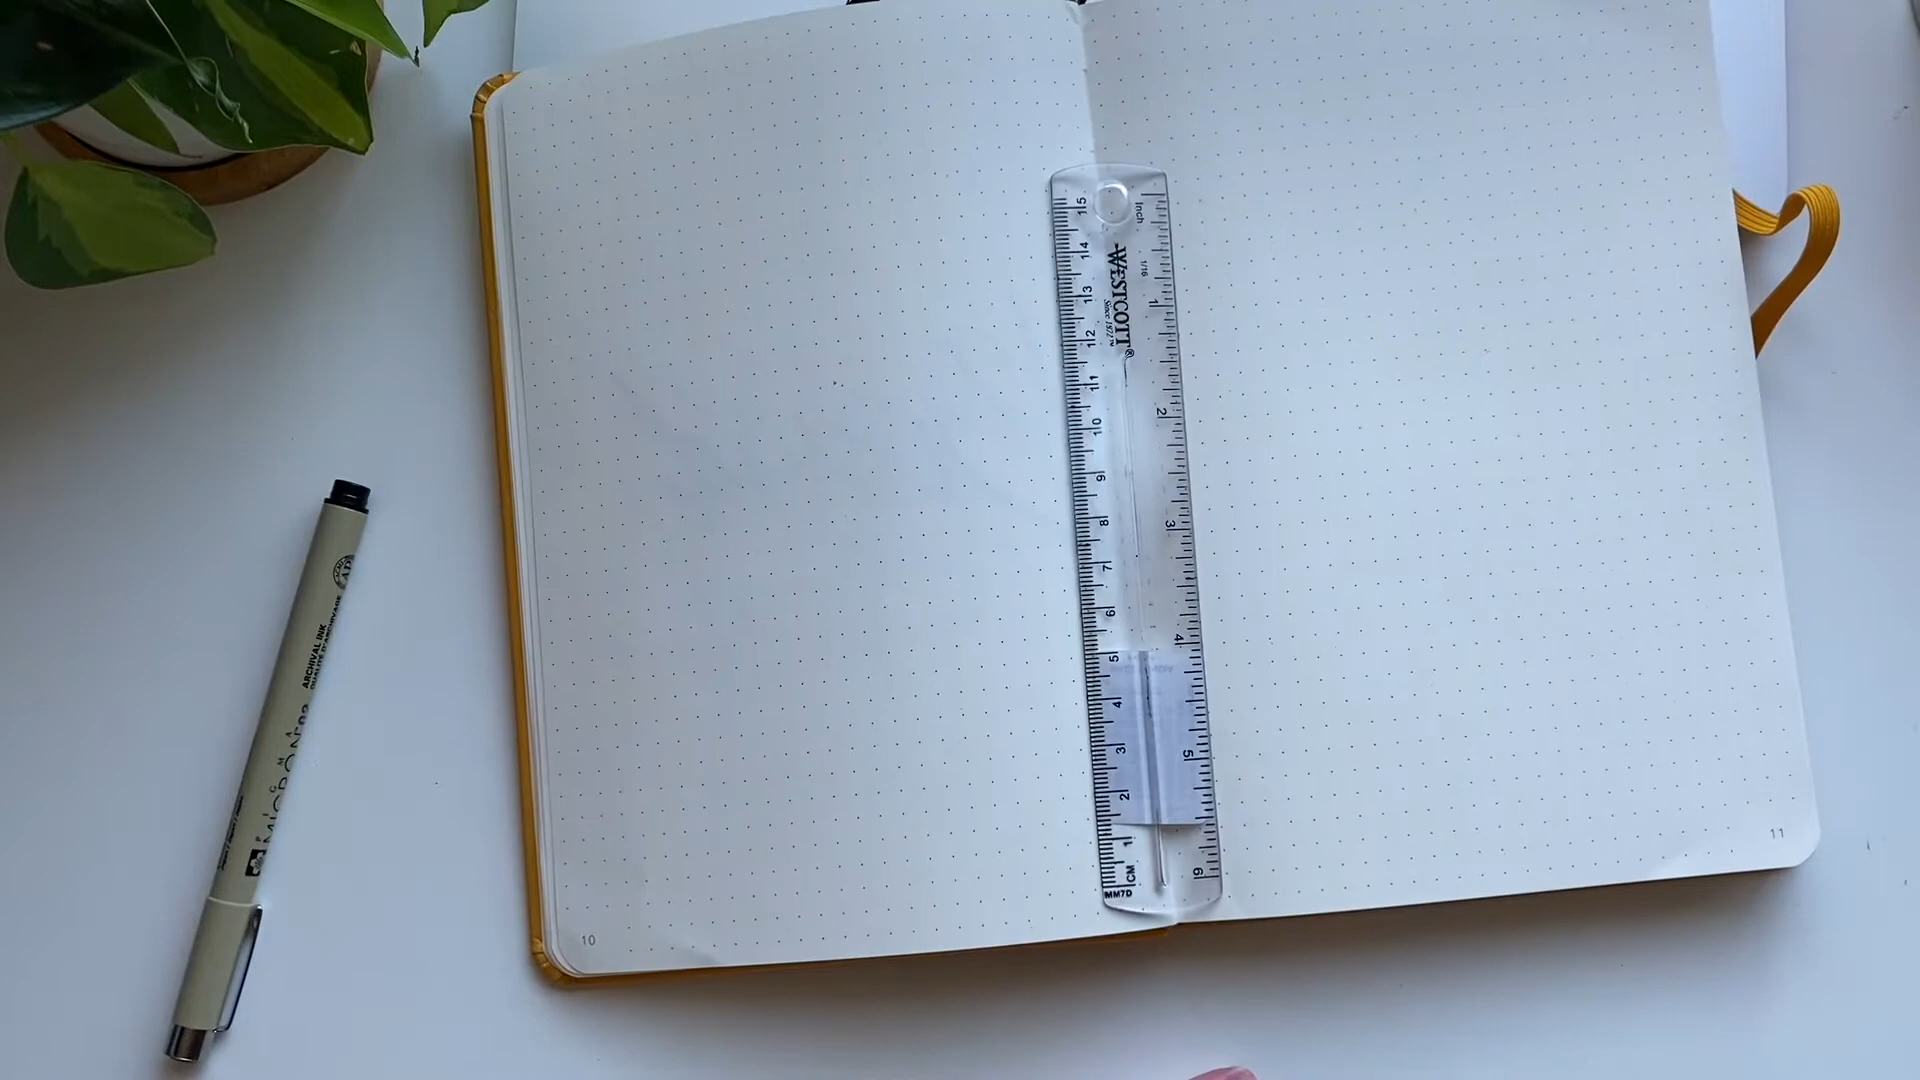 ARCHIVAL INK
MICRON
15 14 13 12 11 10 9 8 7 6 5 4 3 2 1 CM
MM7D
WESTCOTT®
Since 1872
Inch
1/16
1 2 3 4 5 6
10
11